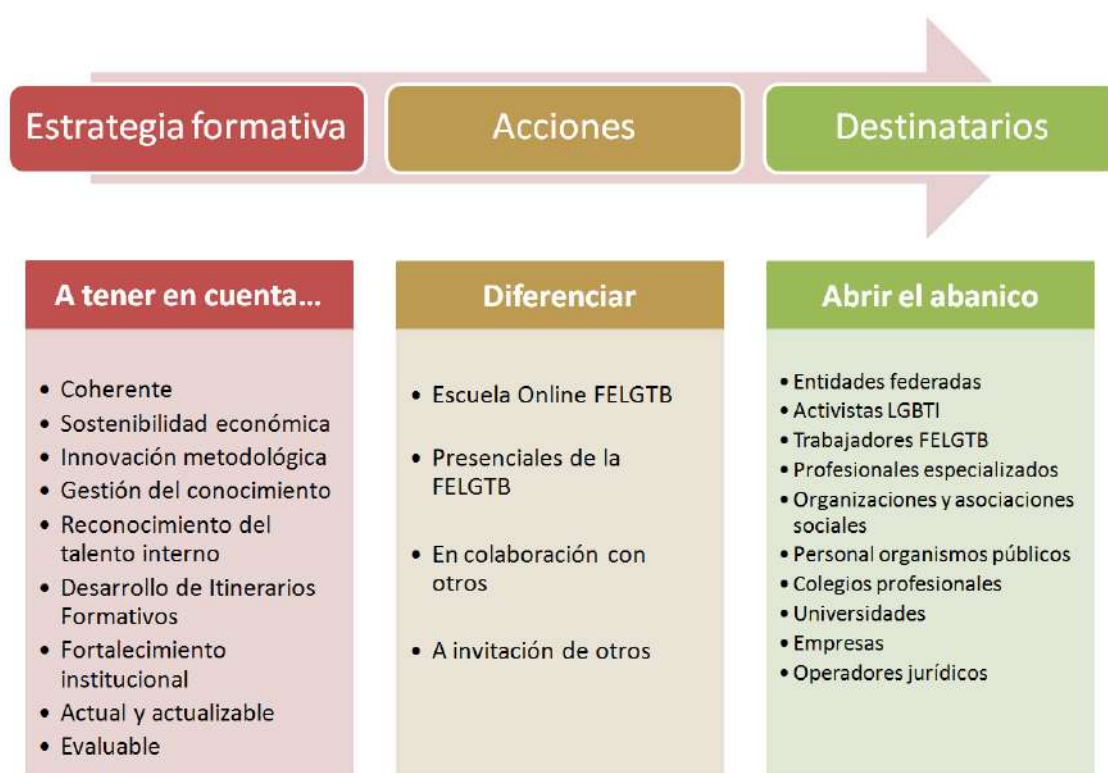 Estrategia formativa
Acciones
Destinatarios
A tener en cuenta...
• Coherente
• Sostenibilidad económica
• Innovación metodológica
• Gestión del conocimiento
• Reconocimiento del
talento interno
• Desarrollo de Itinerarios
Formativos
• Fortalecimiento
institucional
• Actual y actualizable
• Evaluable
Diferenciar
• Escuela Online FELGTB
• Presenciales de la
FELGTB
• En colaboración con
otros
• A invitación de otros
Abrir el abanico
• Entidades federadas
• Activistas LGBTI
• Trabajadores FELGTB
• Profesionales especializados
• Organizaciones y asociaciones
sociales
• Personal organismos públicos
• Colegios profesionales
• Universidades
• Empresas
• Operadores jurídicos